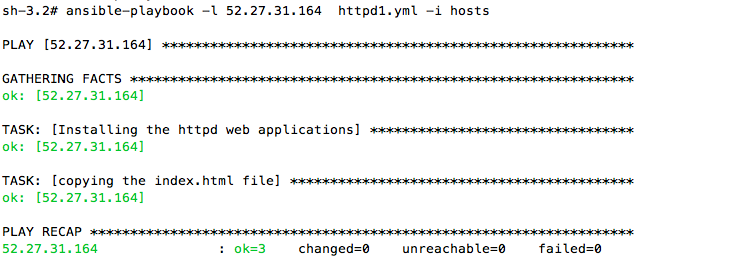 sh-3.2# ansible-playbook -l 52.27.31.164  httpd1.yml -i hosts
PLAY [52.27.31.164] ***********************************************************
GATHERING FACTS ***************************************************************
ok: [52.27.31.164]
TASK: [Installing the httpd web applications] *********************************
ok: [52.27.31.164]
TASK: [copying the index.html file] *******************************************
ok: [52.27.31.164]
PLAY RECAP ********************************************************************
52.27.31.164               : ok=3    changed=0    unreachable=0    failed=0